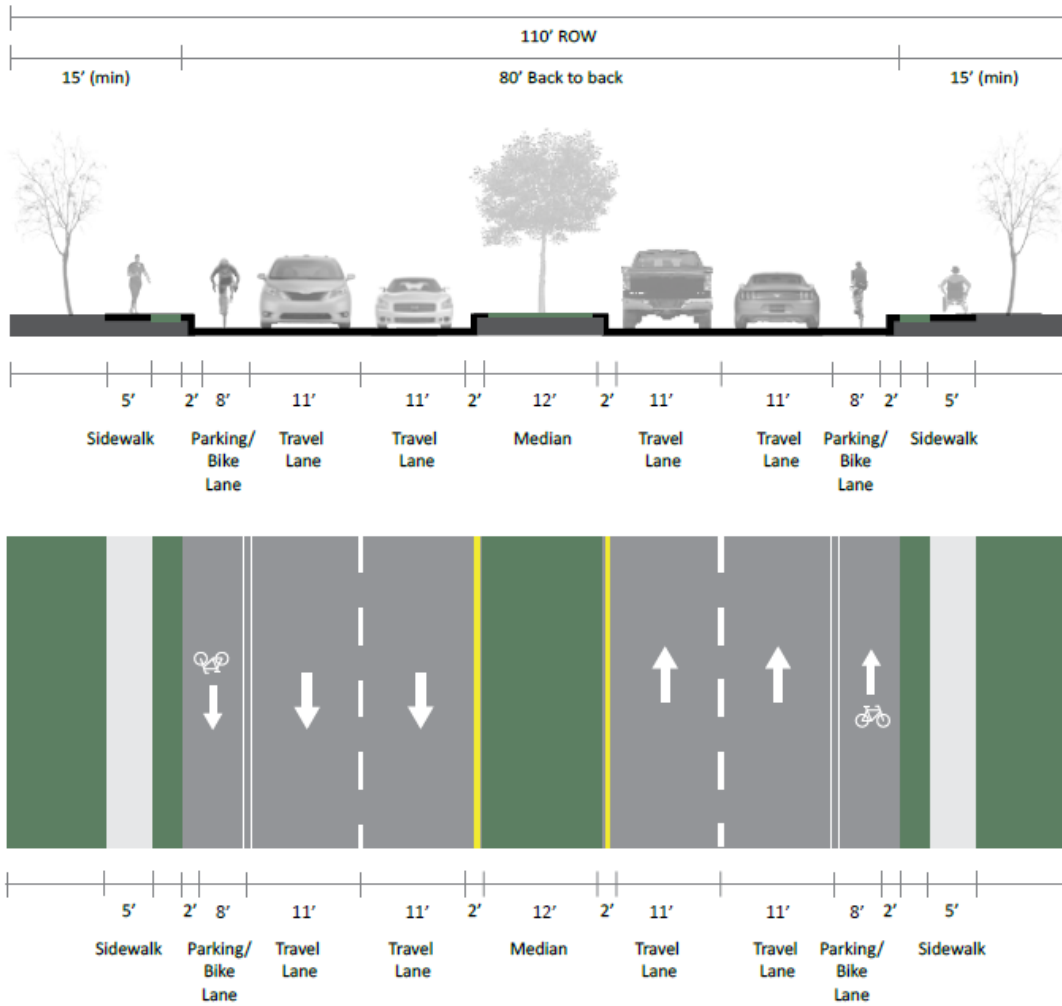 110′ ROW
15′ (min)
80′ Back to back
15′ (min)
5′ 2′ 8′ 11′ 11′ 2′ 12′ 2′ 11′ 11′ 8′ 2′ 5′
Sidewalk Parking/ Travel Travel Median Travel Travel Parking/ Sidewalk
Bike Lane Lane Lane Lane Bike
Lane Lane
5′ 2′ 8′ 11′ 11′ 2′ 12′ 2′ 11′ 11′ 8′ 2′ 5′
Sidewalk Parking/ Travel Travel Median Travel Travel Parking/ Sidewalk
Bike Lane Lane Lane Lane Bike
Lane Lane